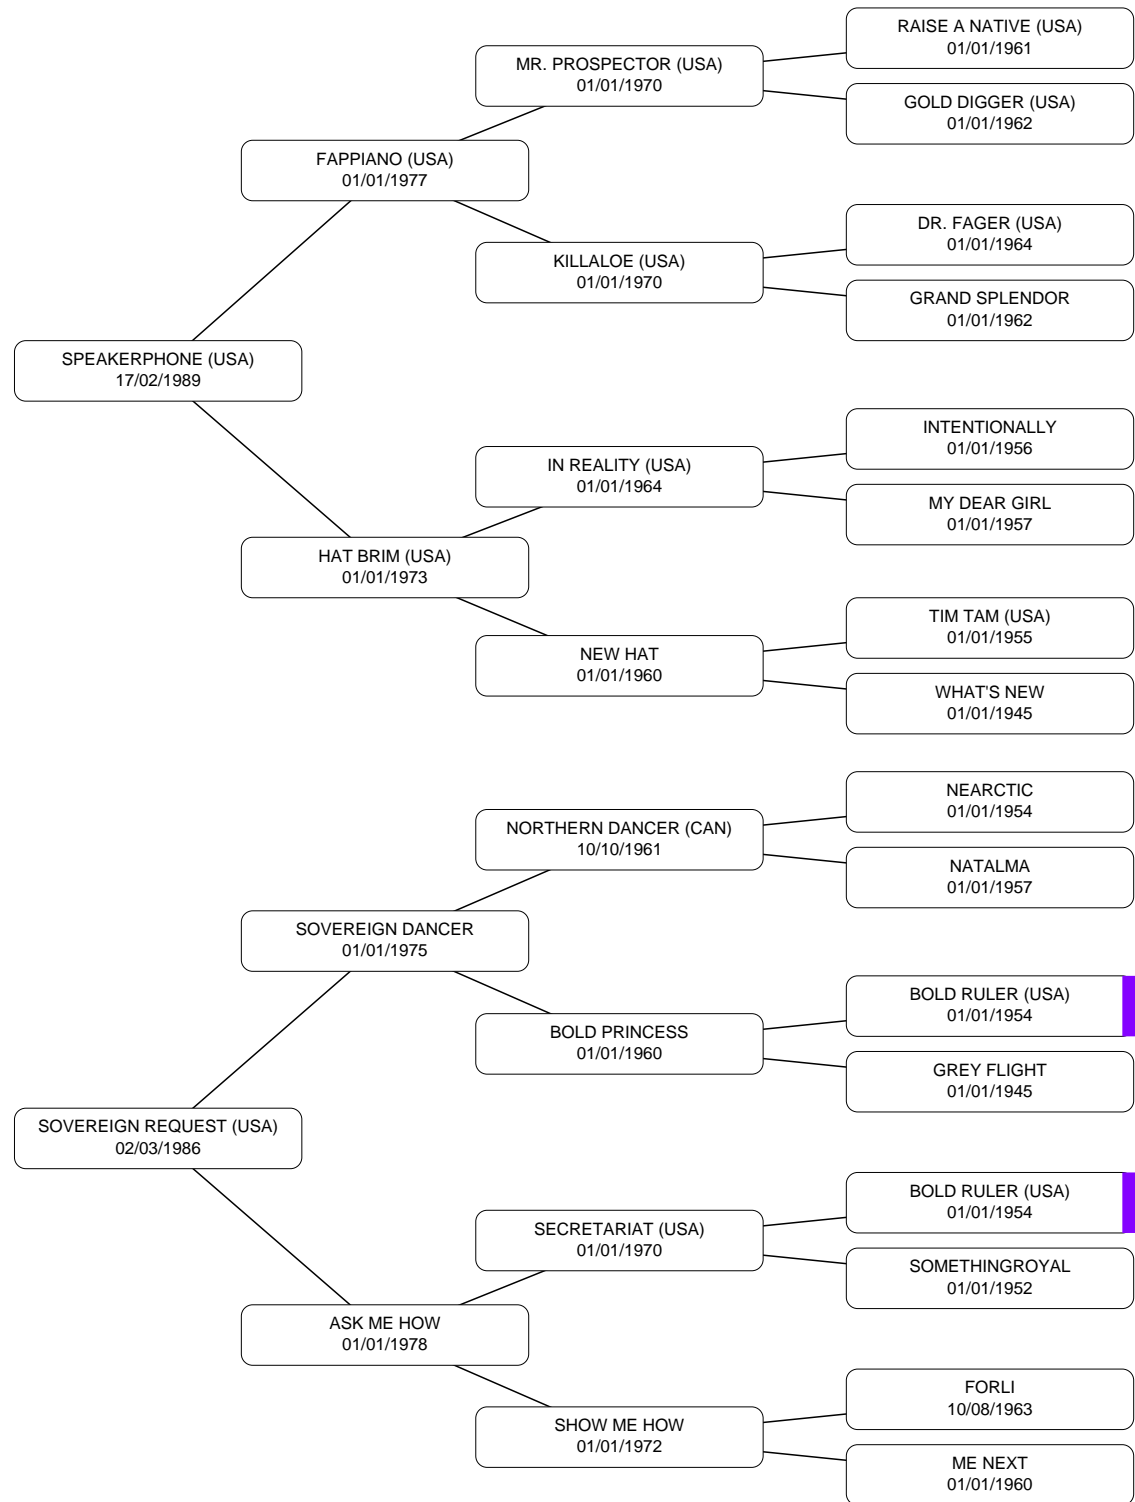 RAISE A NATIVE (USA)
01/01/1961
MR. PROSPECTOR (USA)
01/01/1970
GOLD DIGGER (USA)
01/01/1962
FAPPIANO (USA)
01/01/1977
DR. FAGER (USA)
01/01/1964
KILLALOE (USA)
01/01/1970
GRAND SPLENDOR
01/01/1962
SPEAKERPHONE (USA)
17/02/1989
INTENTIONALLY
01/01/1956
IN REALITY (USA)
01/01/1964
MY DEAR GIRL
01/01/1957
HAT BRIM (USA)
01/01/1973
TIM TAM (USA)
01/01/1955
NEW HAT
01/01/1960
WHAT'S NEW
01/01/1945
NEARCTIC
01/01/1954
NORTHERN DANCER (CAN)
10/10/1961
NATALMA
01/01/1957
SOVEREIGN DANCER
01/01/1975
BOLD RULER (USA)
01/01/1954
BOLD PRINCESS
01/01/1960
GREY FLIGHT
01/01/1945
SOVEREIGN REQUEST (USA)
02/03/1986
BOLD RULER (USA)
01/01/1954
SECRETARIAT (USA)
01/01/1970
SOMETHINGROYAL
01/01/1952
ASK ME HOW
01/01/1978
FORLI
10/08/1963
SHOW ME HOW
01/01/1972
ME NEXT
01/01/1960